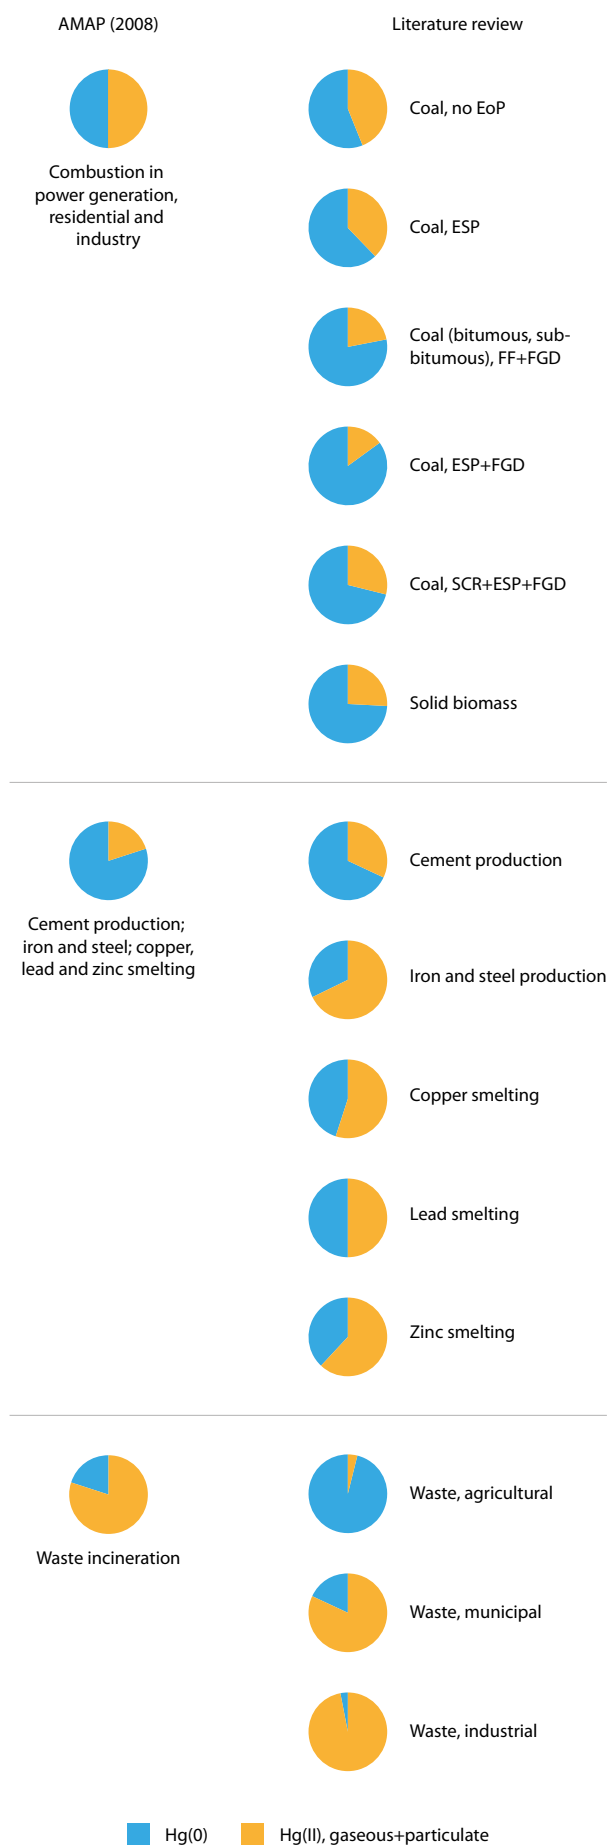 AMAP (2008)
Literature review
Combustion in
power generation,
residential and
industry
Coal, no EoP
Coal, ESP
Coal (bitumous, sub-
bitumous), FF+FGD
Coal, ESP+FGD
Coal, SCR+ESP+FGD
Solid biomass
Cement production;
iron and steel; copper,
lead and zinc smelting
Cement production
Iron and steel production
Copper smelting
Lead smelting
Zinc smelting
Waste incineration
Waste, agricultural
Waste, municipal
Waste, industrial
Hg(0)
Hg(II), gaseous+particulate